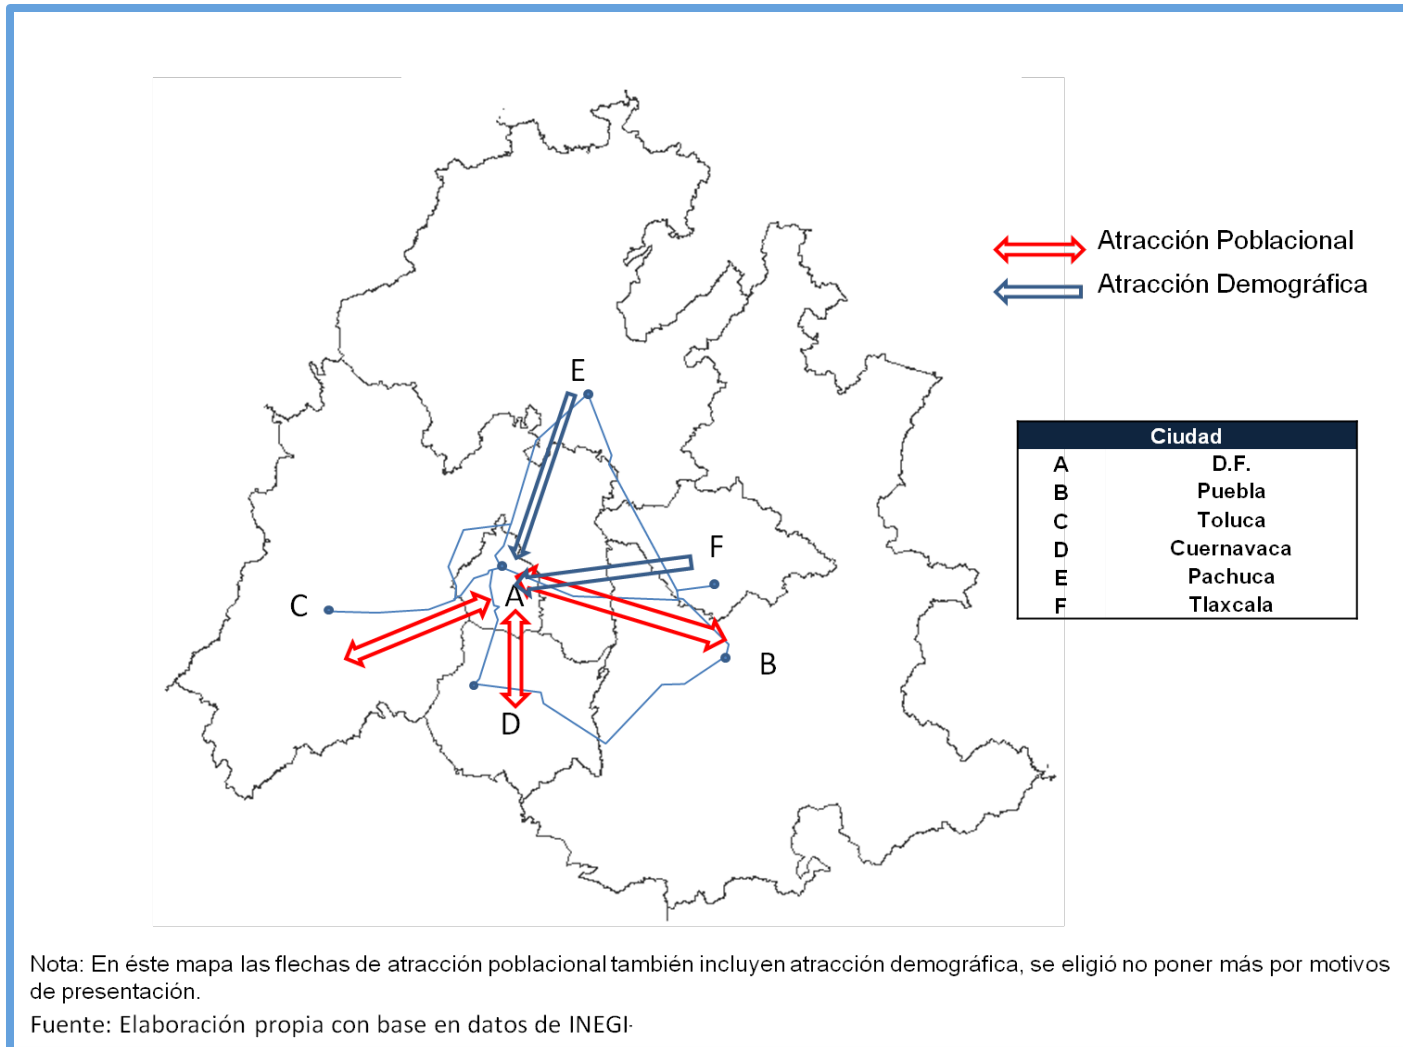 Atracción Poblacional
Atracción Demográfica
E
F
A
C
B
D
Ciudad
A D.F.
B Puebla
C Toluca
D Cuernavaca
E Pachuca
F Tlaxcala
Nota: En éste mapa las flechas de atracción poblacional también incluyen atracción demográfica, se eligió no poner más por motivos
de presentación.
Fuente: Elaboración propia con base en datos de INEGI.